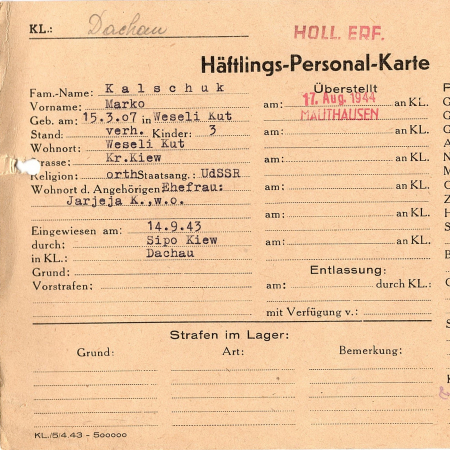 KL.: Dachau
HOLL. ERF.
Häftlings-Personal-Karte
Fam.-Name: Kalschuk
Vorname: Marko
Geb. am: 15.3.07 in Weseli Kut
Stand: verh. Kinder: 3
Wohnort: Weseli Kut
Strasse: Kr.Kiew
Religion: orth Staatsang.: UdSSR
Wohnort d. Angehörigen Ehefrau:
Jarjeja K.,w.o.
Eingewiesen am: 14.9.43
durch: Sipo Kiew
in KL.: Dachau
Grund:
Vorstrafen:
Überstellt
am: 17. Aug. 1944 an KL.
MAUTHAUSEN
am: an KL.
am: an KL.
am: an KL.
am: an KL.
am: an KL.
Entlassung:
am: durch KL.:
mit Verfügung v.:
Strafen im Lager:
Grund: Art: Bemerkung:
KL./5/4.43 - 500000